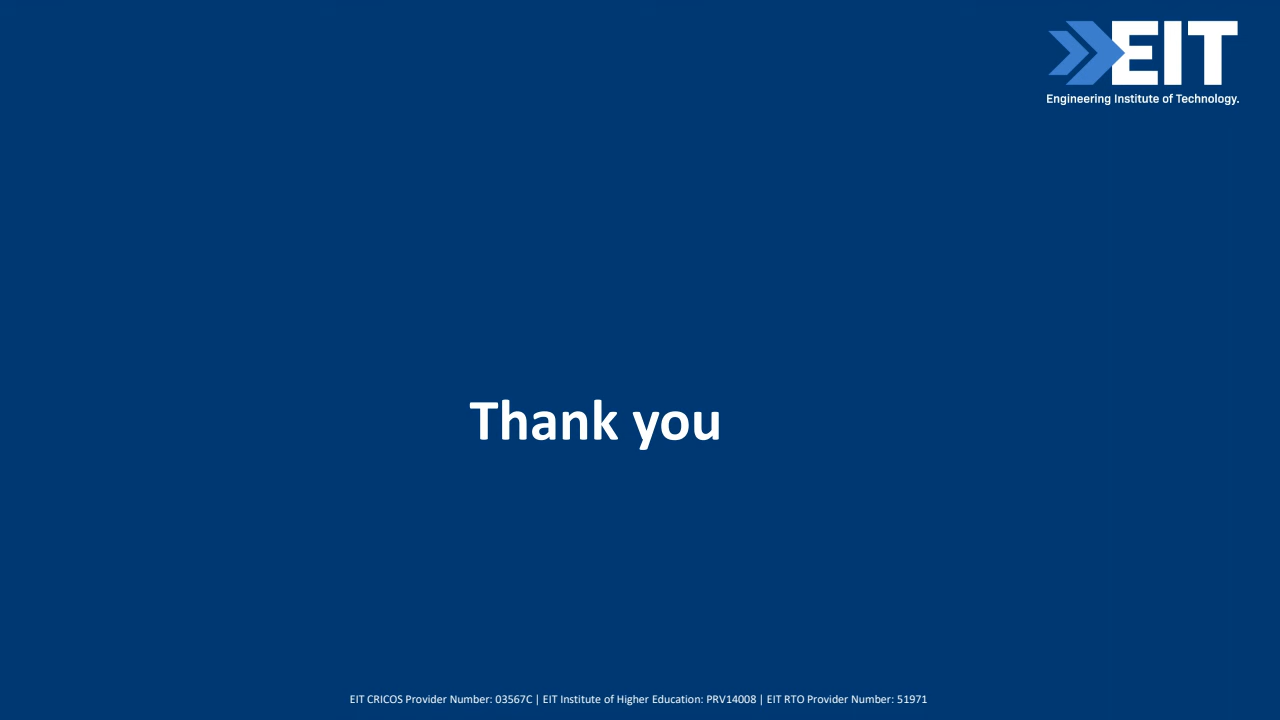 EIT
Engineering Institute of Technology.
Thank you
EIT CRICOS Provider Number: 03567C | EIT Institute of Higher Education: PRV14008 | EIT RTO Provider Number: 51971